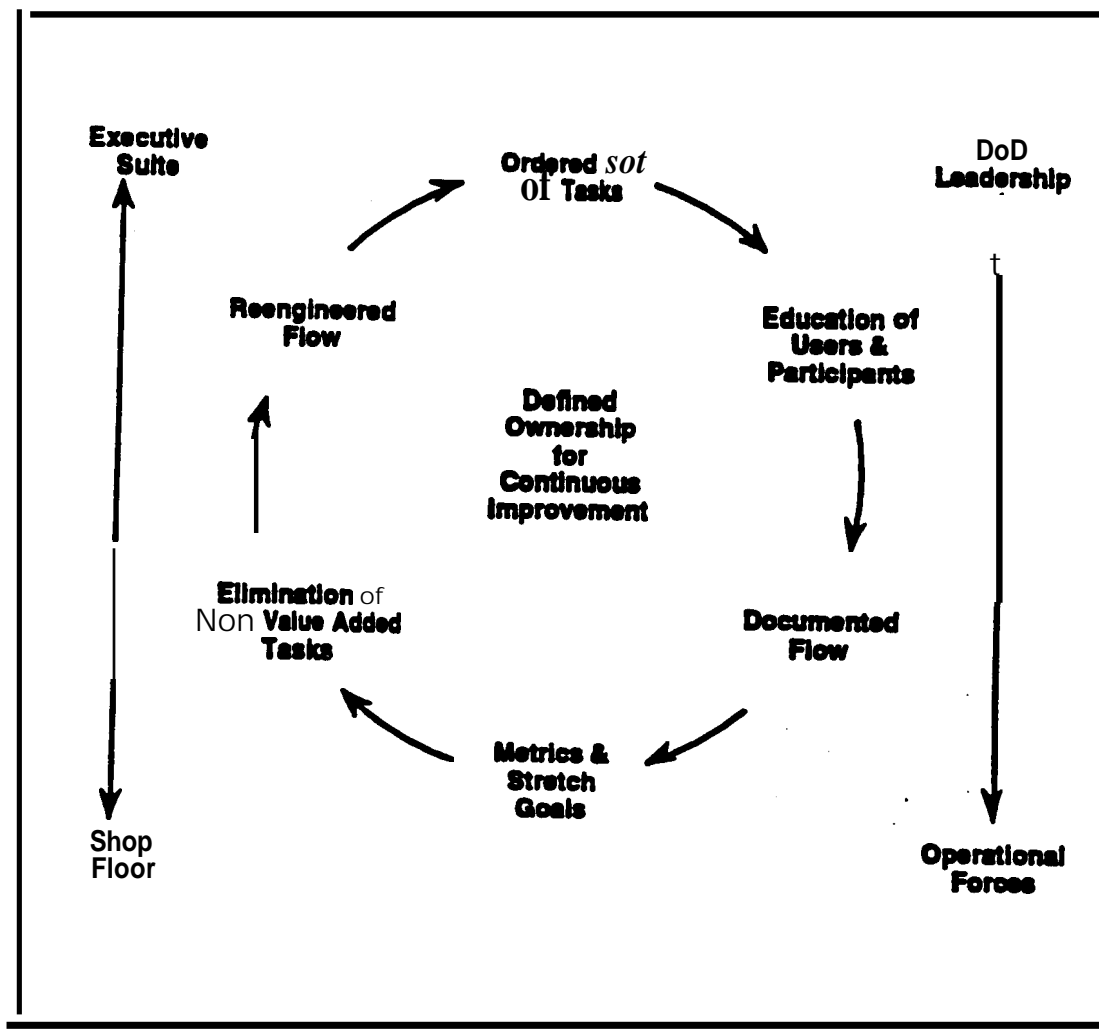 Executive
Suite
Ordered sot
of Tasks
DoD
Leadership
t
Reengineered
Flow
Education of
Users &
Participants
Defined
Ownership
for
Continuous
Improvement
Elimination of
Non Value Added
Tasks
Documented
Flow
Metrics &
Stretch
Goals
Shop
Floor
Operational
Forces